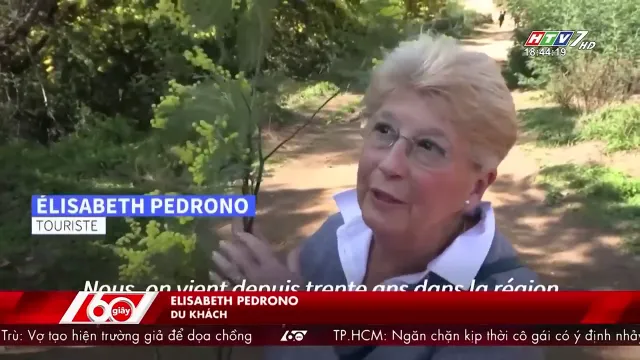 HTV7 HD
18:44:19
ÉLISABETH PEDRONO
TOURISTE
Nous, on vient depuis trente ans dans la région
60 giây
ELISABETH PEDRONO
DU KHÁCH
Trù: Vợ tạo hiện trường giả để dọa chồng 60 TP.HCM: Ngăn chặn kịp thời cô gái có ý định nhảy